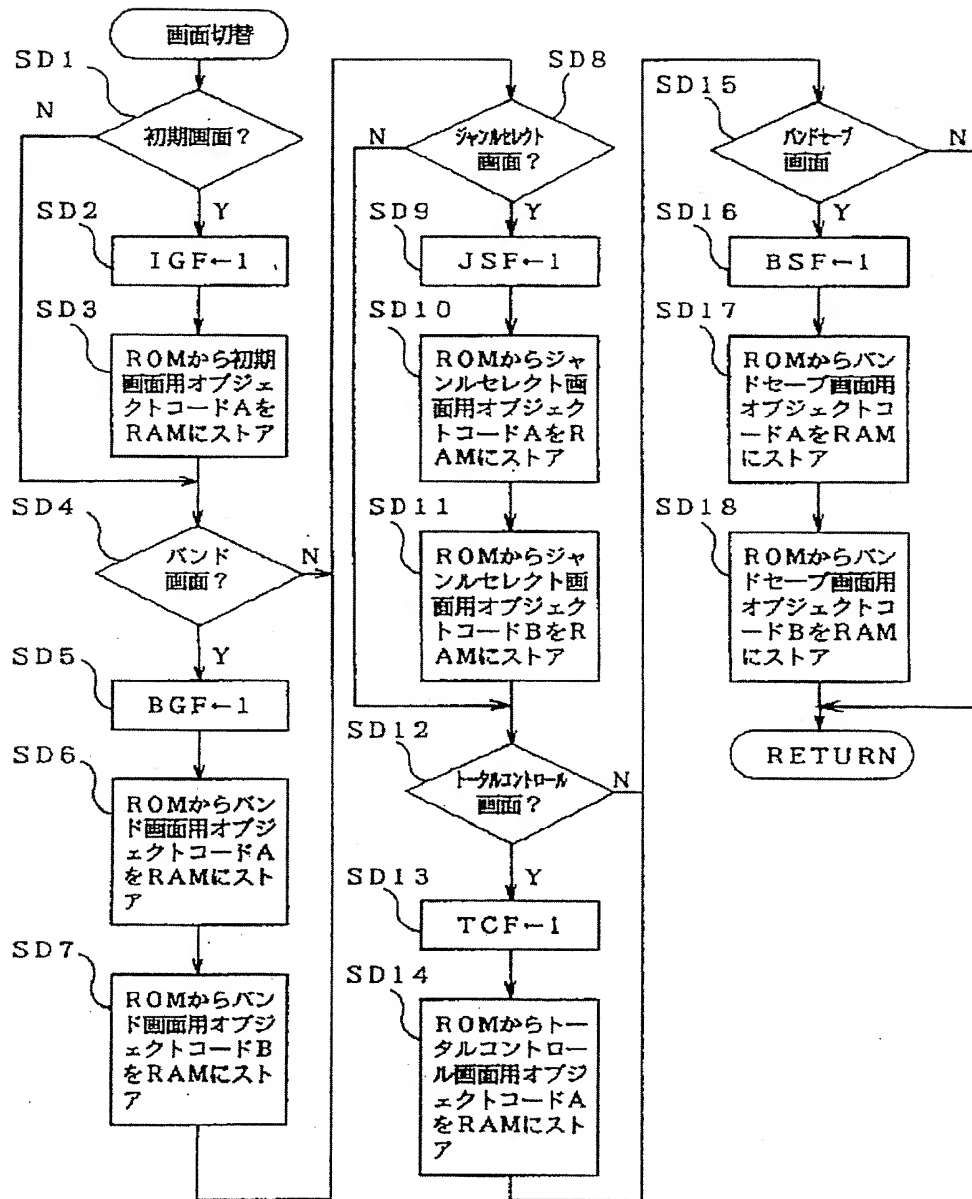 画面切替
SD1
N
初期画面？
SD2
Y
IGF←1
SD3
ROMから初期
画面用オブジェ
クトコードAを
RAMにストア
SD4
バンド
画面？
N
SD5
Y
BGF←1
SD6
ROMからバン
ド画面用オブジ
ェクトコードA
をRAMにスト
ア
SD7
ROMからバン
ド画面用オブジ
ェクトコードB
をRAMにスト
ア
SD8
N
ジャンルセレクト
画面？
SD9
Y
JSF←1
SD10
ROMからジャ
ンルセレクト画
面用オブジェク
トコードAをR
AMにストア
SD11
ROMからジャ
ンルセレクト画
面用オブジェク
トコードBをR
AMにストア
SD12
トータルコントロール
画面？
N
SD13
Y
TCF←1
SD14
ROMからトー
タルコントロー
ル画面用オブジ
ェクトコードA
をRAMにスト
ア
SD15
バンドセーブ
画面
N
SD16
Y
BSF←1
SD17
ROMからバン
ドセーブ画面用
オブジェクトコ
ードAをRAM
にストア
SD18
ROMからバン
ドセーブ画面用
オブジェクトコ
ードBをRAM
にストア
RETURN